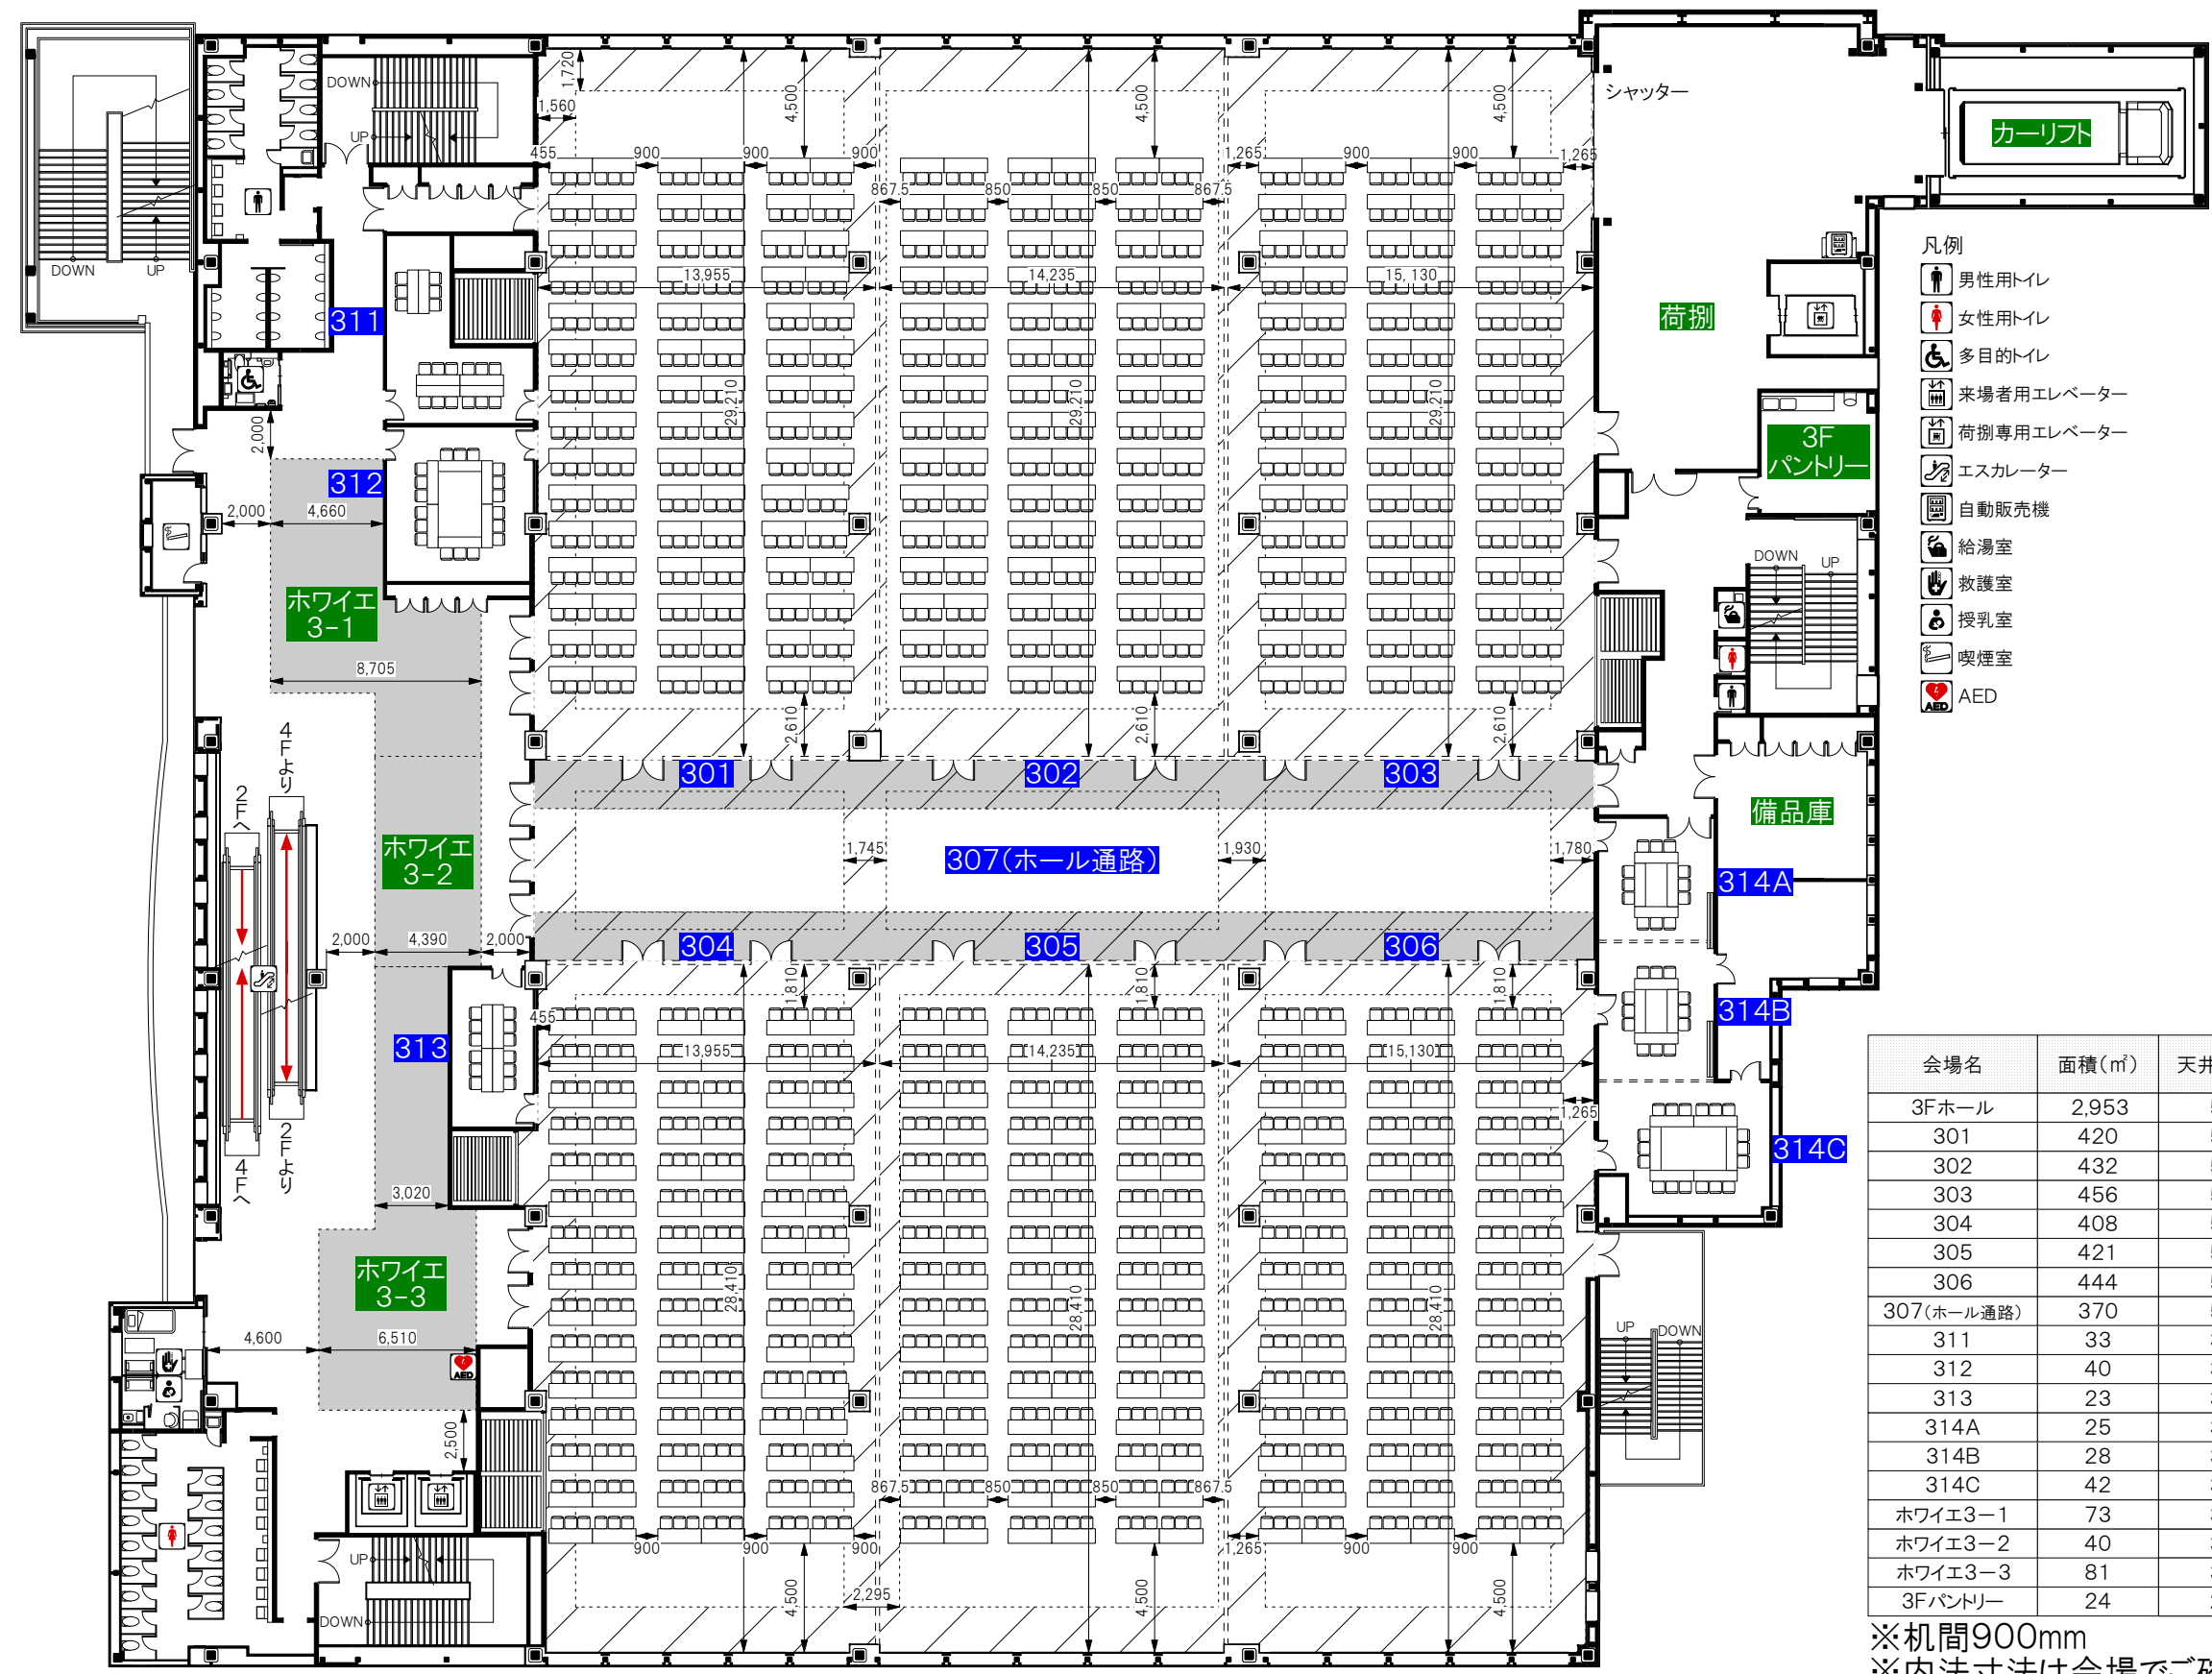 DOWN
UP
DOWN
UP
1,720
1,560
455
900
900
900
4,500
4,500
4,500
867.5
850
850
867.5
1,265
900
900
1,265
シャッター
カーリフト
13,955
14,235
15,130
29,210
29,210
29,210
荷捌
3F
パントリー
凡例
男性用トイレ
女性用トイレ
多目的トイレ
来場者用エレベーター
荷捌専用エレベーター
エスカレーター
自動販売機
給湯室
救護室
授乳室
喫煙室
AED
AED
311
2,000
312
2,000
4,660
ホワイエ
3-1
8,705
DOWN
UP
2,610
2,610
2,610
301
302
303
4Fより
2Fへ
ホワイエ
3-2
1,745
307(ホール通路)
1,930
1,780
備品庫
314A
2,000
4,390
2,000
304
305
306
1,810
1,810
1,810
314B
313
455
13,955
14,235
15,130
1,265
314C
4Fへ
2Fより
3,020
ホワイエ
3-3
28,410
28,410
28,410
4,600
6,510
AED
2,500
UP
DOWN
867.5
850
850
867.5
900
900
900
1,265
900
900
UP
DOWN
4,500
2,295
4,500
4,500
会場名 面積(㎡) 天井
3Fホール 2,953
301 420
302 432
303 456
304 408
305 421
306 444
307(ホール通路) 370
311 33
312 40
313 23
314A 25
314B 28
314C 42
ホワイエ3-1 73
ホワイエ3-2 40
ホワイエ3-3 81
3Fパントリー 24
※机間900mm
※内法寸法は会場でご確